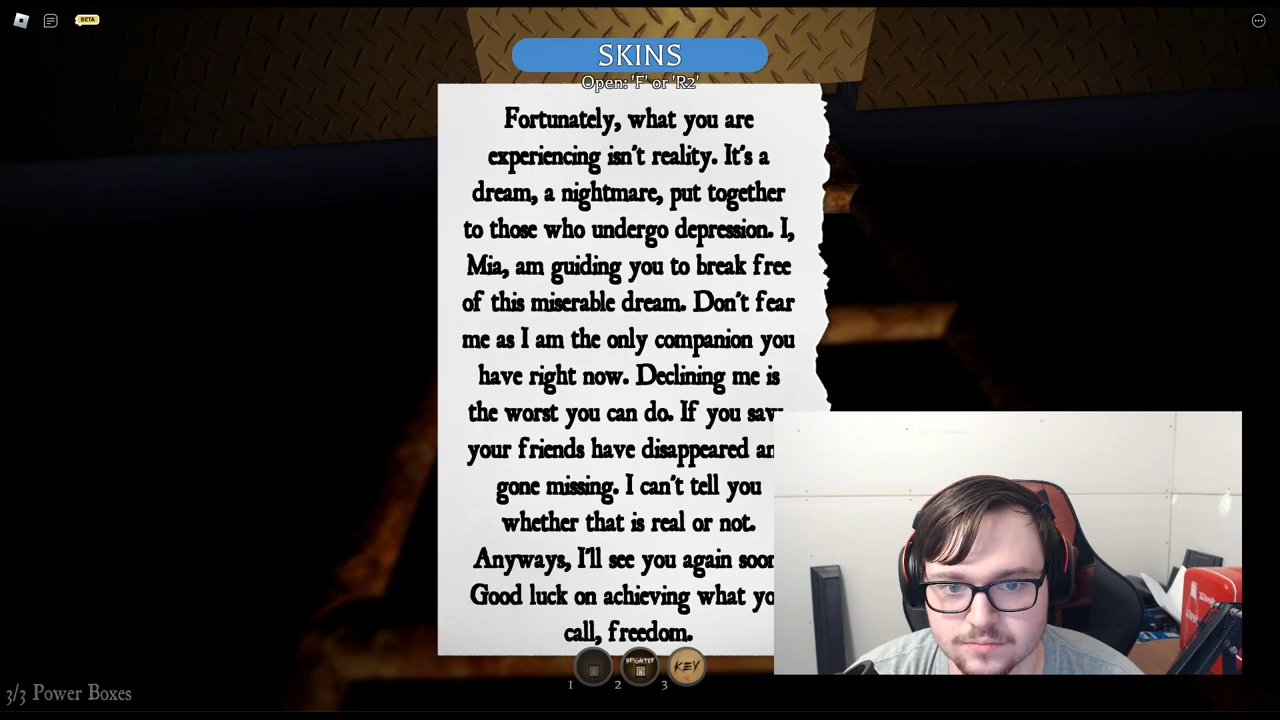 BETA
SKINS
Open: 'F' or 'R2'
Fortunately, what you are
experiencing isn't reality. It's a
dream, a nightmare, put together
to those who undergo depression. I,
Mia, am guiding you to break free
of this miserable dream. Don't fear
me as I am the only companion you
have right now. Declining me is
the worst you can do. If you
your friends have disappeared
gone missing. I can't tell you
whether that is real or not.
Anyways, I'll see you again soon
Good luck on achieving what
call, freedom.
BRIGHTER
KEY
1 2 3
3/3 Power Boxes